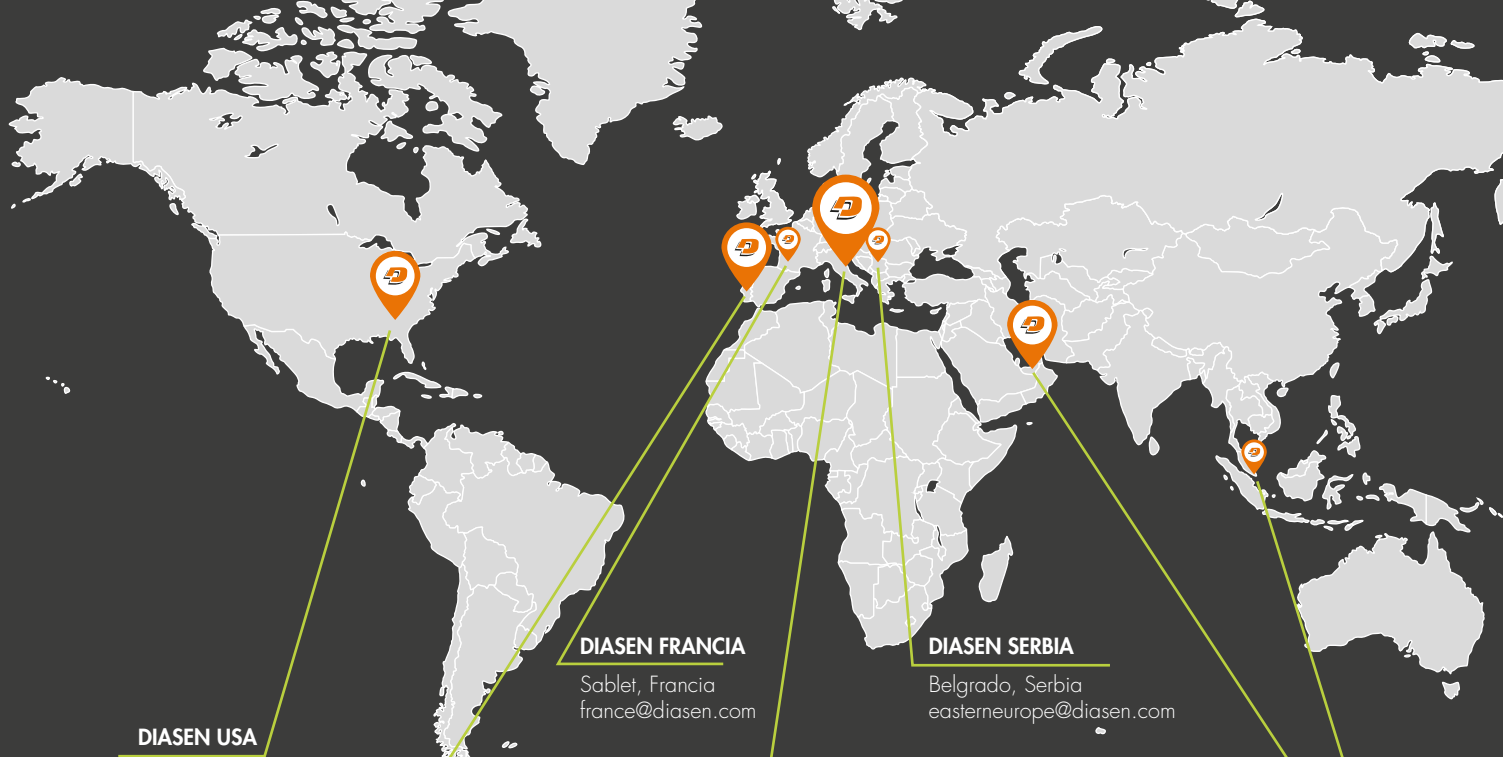 DIASEN FRANCIA
Sablet, Francia
france@diasen.com
DIASEN SERBIA
Belgrado, Serbia
easterneurope@diasen.com
DIASEN USA